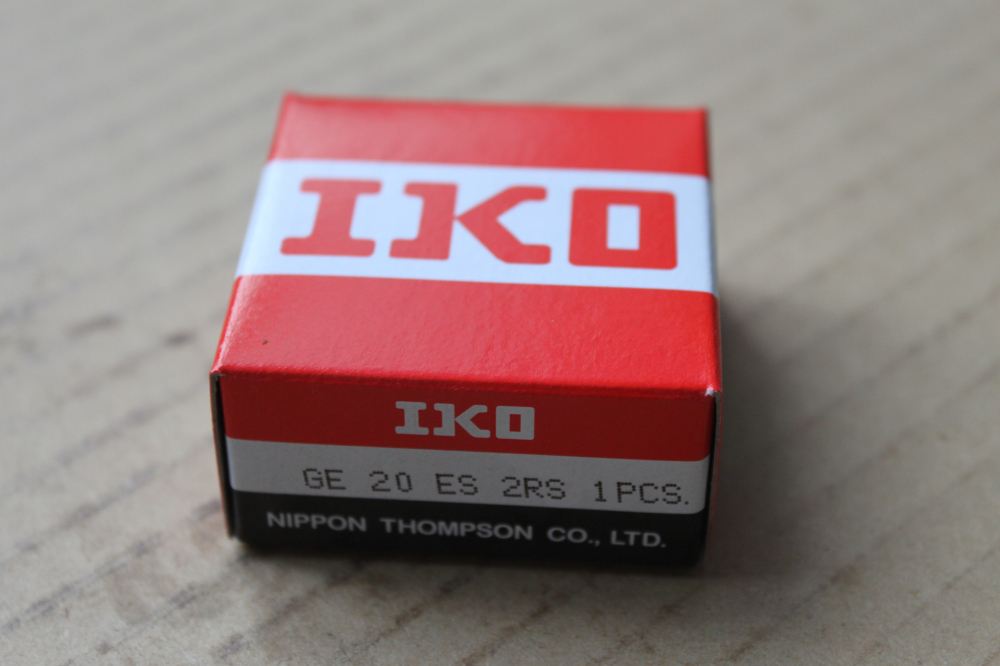 IKO
IKO
GE 20 ES 2RS 1PCS.
NIPPON THOMPSON CO., LTD.